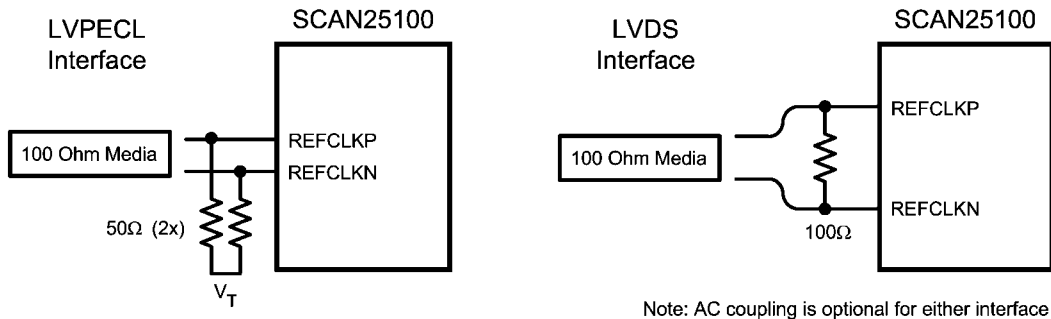 LVPECL
Interface
SCAN25100
100 Ohm Media
REFCLKP
REFCLKN
50Ω (2x)
VT
LVDS
Interface
SCAN25100
100 Ohm Media
REFCLKP
REFCLKN
100Ω
Note: AC coupling is optional for either interface